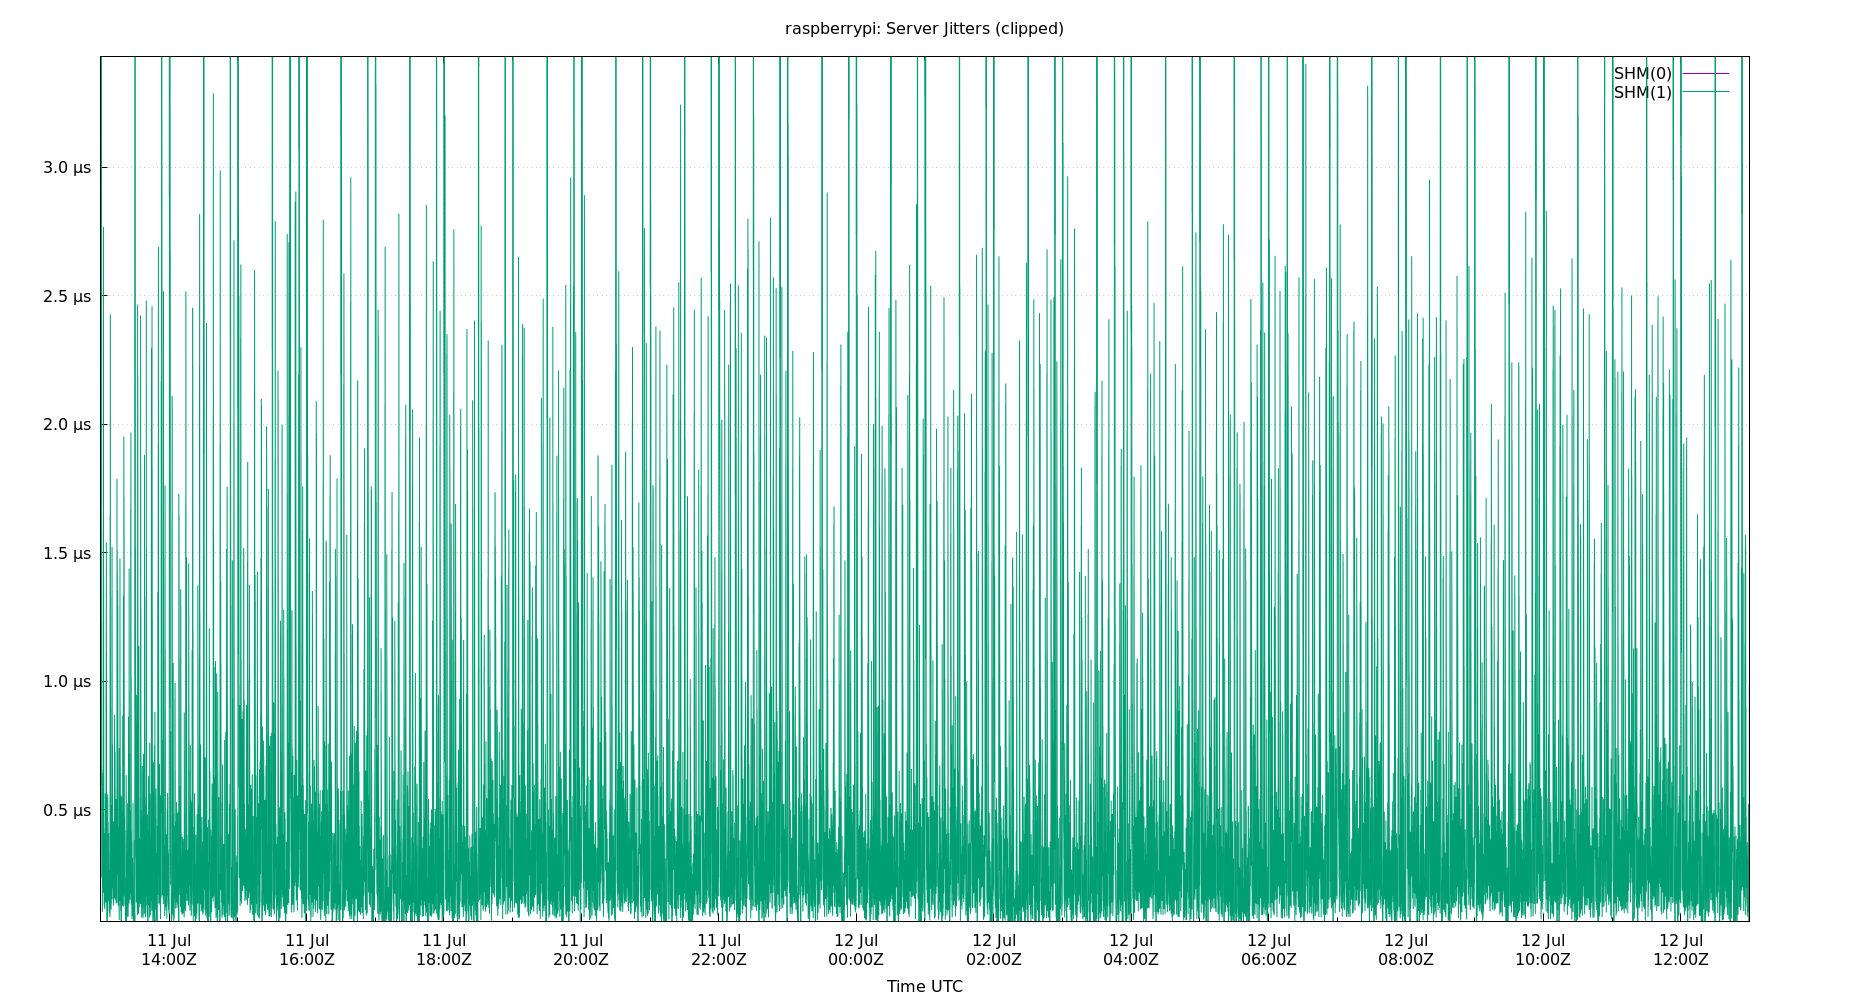 raspberrypi: Server Jitters (clipped)
SHM(0)
SHM(1)
3.0 µs
2.5 µs
2.0 µs
1.5 µs
1.0 µs
0.5 µs
11 Jul 11 Jul 11 Jul 11 Jul 11 Jul 12 Jul 12 Jul 12 Jul 12 Jul 12 Jul 12 Jul 12 Jul
14:00Z 16:00Z 18:00Z 20:00Z 22:00Z 00:00Z 02:00Z 04:00Z 06:00Z 08:00Z 10:00Z 12:00Z
Time UTC